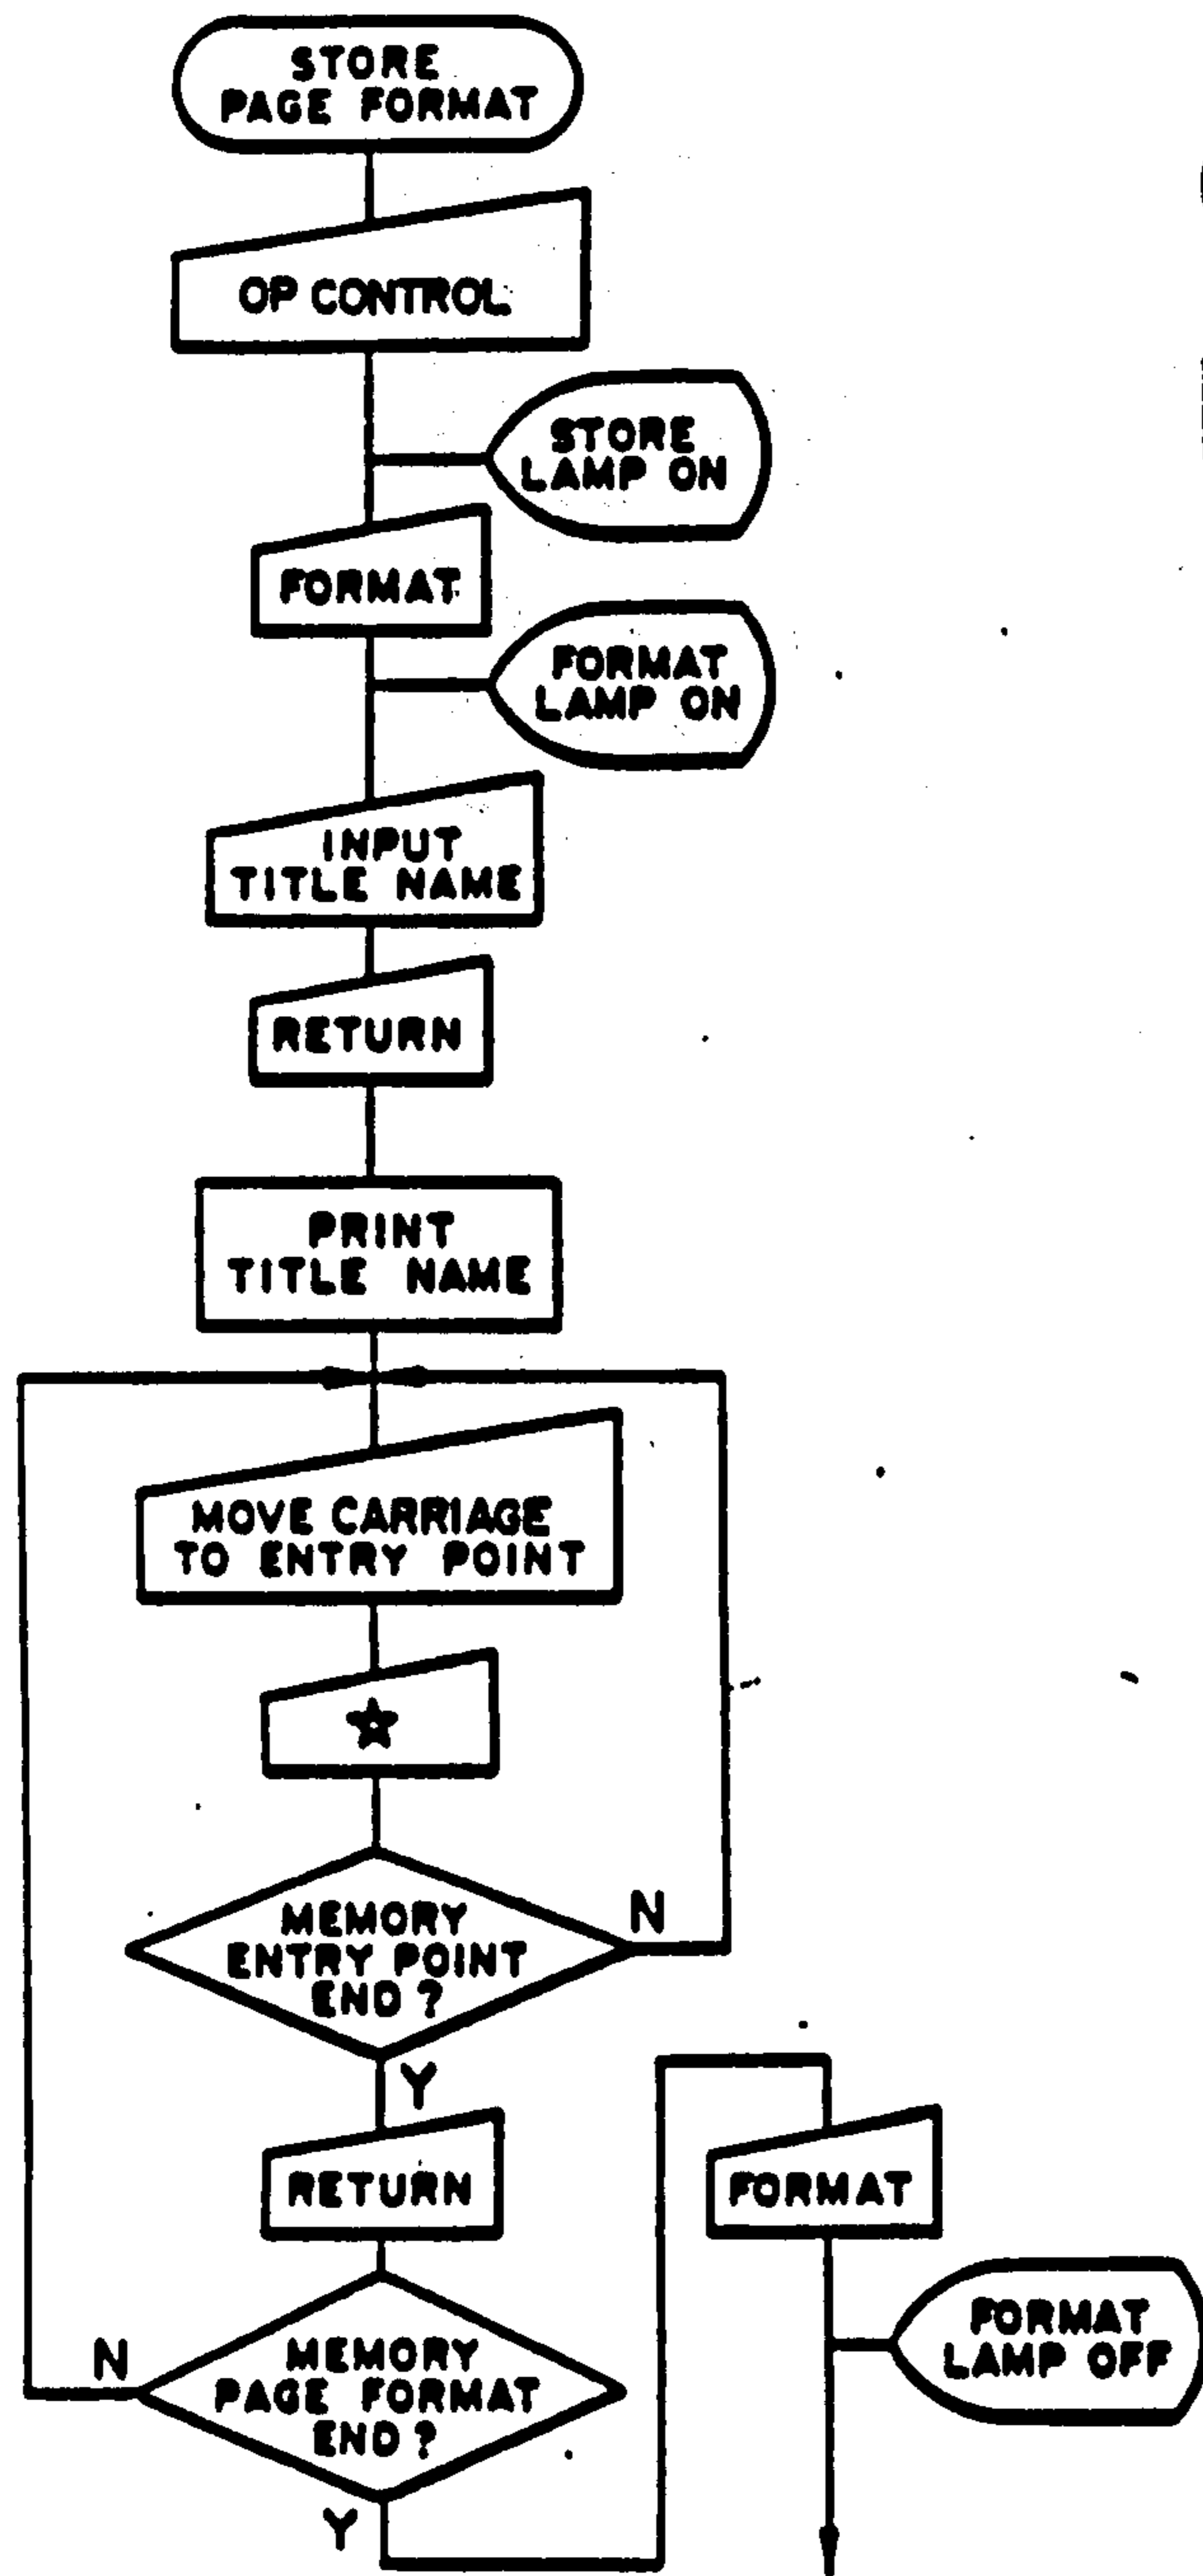 STORE
PAGE FORMAT
OP CONTROL
STORE
LAMP ON
FORMAT
FORMAT
LAMP ON
INPUT
TITLE NAME
RETURN
PRINT
TITLE NAME
MOVE CARRIAGE
TO ENTRY POINT
☆
MEMORY
ENTRY POINT
END ?
N
Y
RETURN
MEMORY
PAGE FORMAT
END ?
N
Y
FORMAT
FORMAT
LAMP OFF